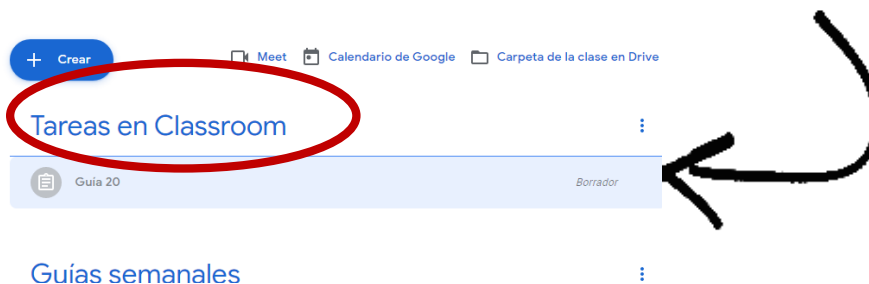 + Crear Meet Calendario de Google Carpeta de la clase en Drive
Tareas en Classroom
Guía 20 Borrador
Guías semanales